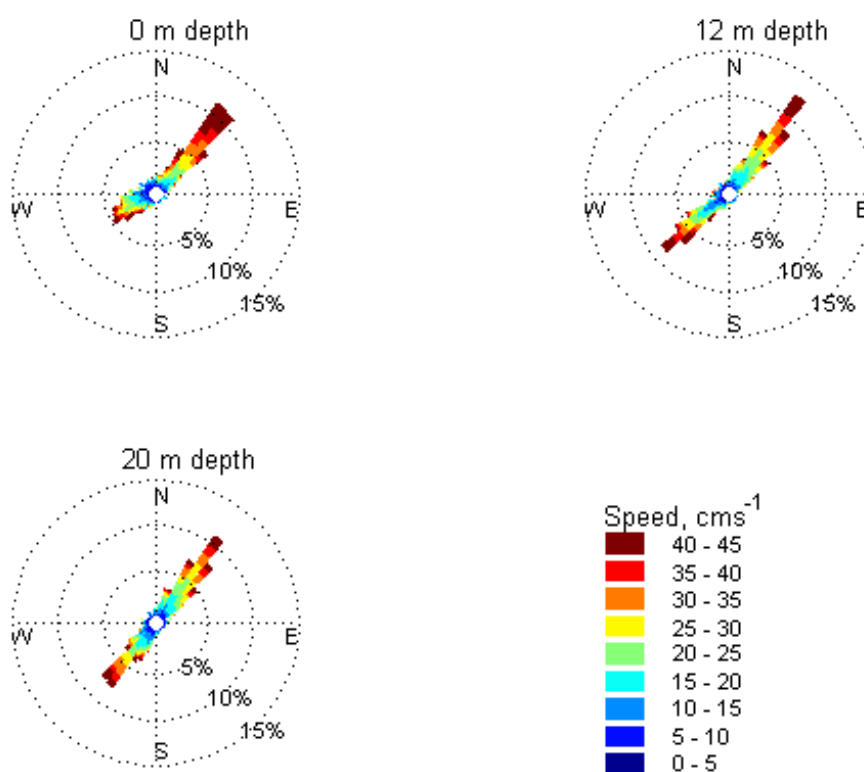 0 m depth
N
W
E
5%
10%
15%
S
12 m depth
N
W
E
5%
10%
15%
S
20 m depth
N
W
E
5%
10%
15%
S
Speed, cms⁻¹
40 - 45
35 - 40
30 - 35
25 - 30
20 - 25
15 - 20
10 - 15
5 - 10
0 - 5